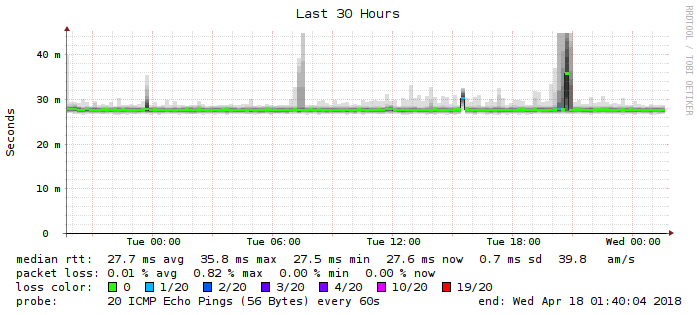 Last 30 Hours
RRDTOOL / TOBI OETIKER
Seconds
40 m
30 m
20 m
10 m
0
Tue 00:00 Tue 06:00 Tue 12:00 Tue 18:00 Wed 00:00
median rtt: 27.7 ms avg 35.8 ms max 27.5 ms min 27.6 ms now 0.7 ms sd 39.8 am/s
packet loss: 0.01 % avg 0.82 % max 0.00 % min 0.00 % now
loss color: 0 1/20 2/20 3/20 4/20 10/20 19/20
probe: 20 ICMP Echo Pings (56 Bytes) every 60s end: Wed Apr 18 01:40:04 2018